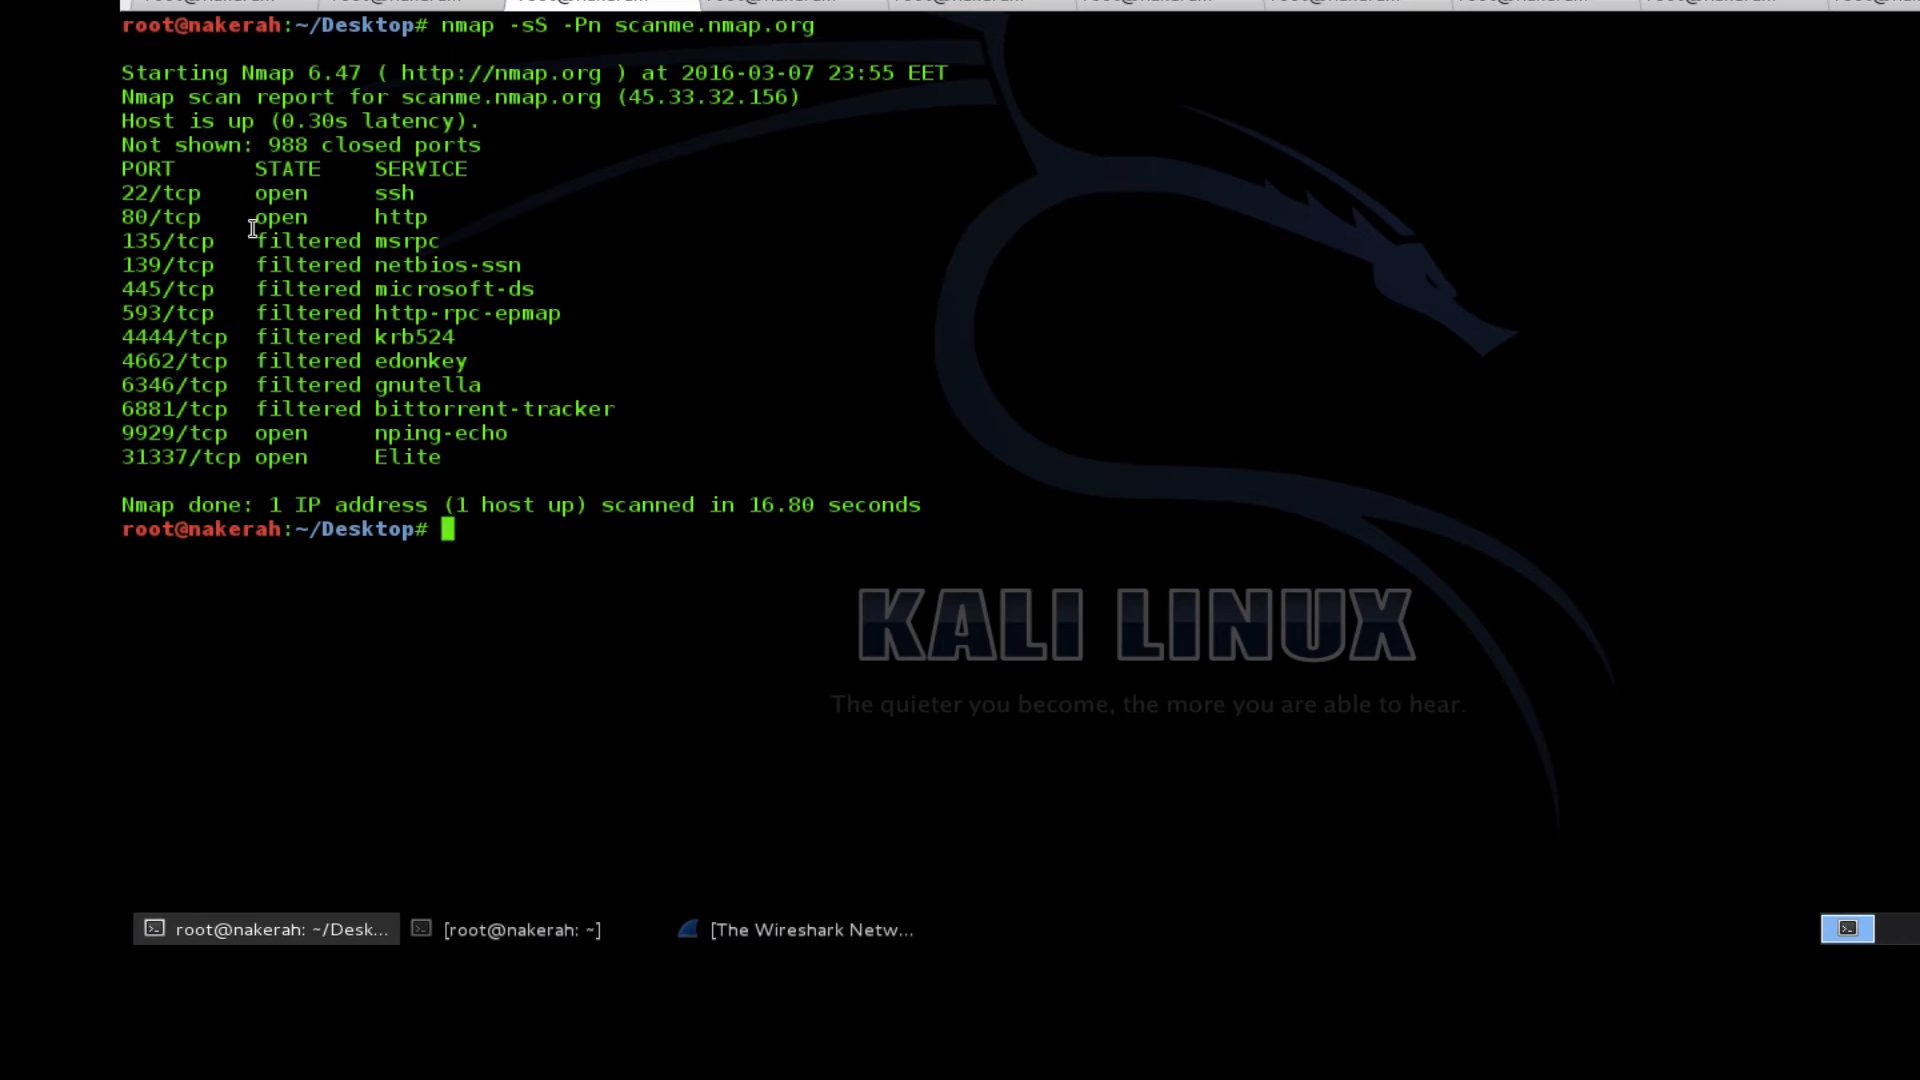 root@nakerah:~/Desktop# nmap -sS -Pn scanme.nmap.org
Starting Nmap 6.47 ( http://nmap.org ) at 2016-03-07 23:55 EET
Nmap scan report for scanme.nmap.org (45.33.32.156)
Host is up (0.30s latency).
Not shown: 988 closed ports
PORT STATE SERVICE
22/tcp open ssh
80/tcp open http
135/tcp filtered msrpc
139/tcp filtered netbios-ssn
445/tcp filtered microsoft-ds
593/tcp filtered http-rpc-epmap
4444/tcp filtered krb524
4662/tcp filtered edonkey
6346/tcp filtered gnutella
6881/tcp filtered bittorrent-tracker
9929/tcp open nping-echo
31337/tcp open Elite
Nmap done: 1 IP address (1 host up) scanned in 16.80 seconds
root@nakerah:~/Desktop#
KALI LINUX
The quieter you become, the more you are able to hear.
root@nakerah: ~/Desk... [root@nakerah: ~] [The Wireshark Netw...